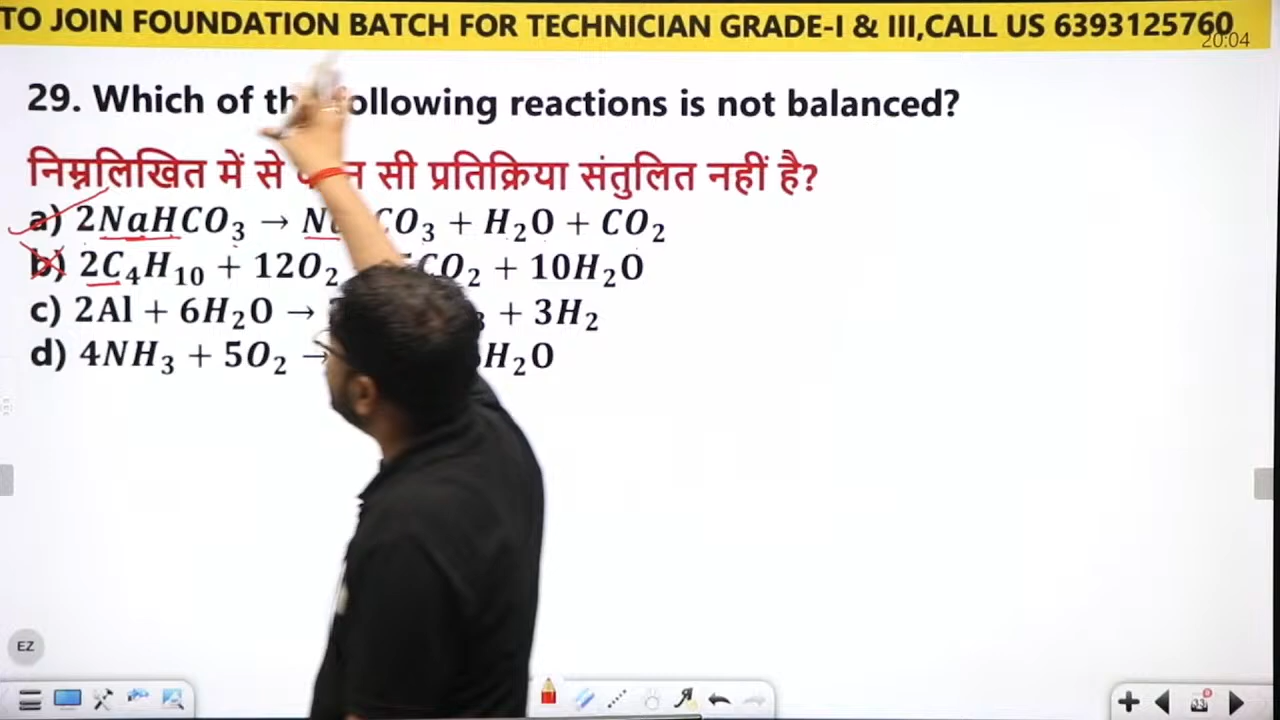 TO JOIN FOUNDATION BATCH FOR TECHNICIAN GRADE-I & III,CALL US 6393125760
20:04
29. Which of following reactions is not balanced?
निम्नलिखित में से सी प्रतिक्रिया संतुलित नहीं है?
a) 2NaHCO₃ → CO₃ + H₂O + CO₂
b) 2C₄H₁₀ + 12O₂ CO₂ + 10H₂O
c) 2Al + 6H₂O → + 3H₂
d) 4NH₃ + 5O₂ → H₂O
EZ